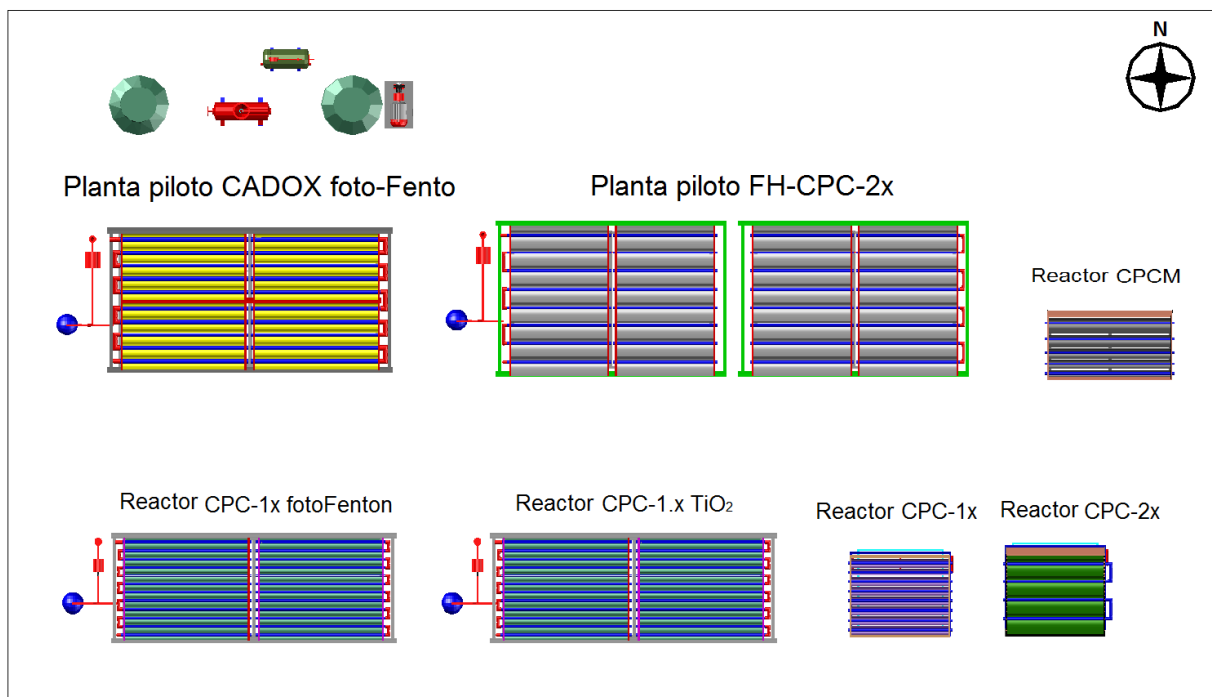 N
Planta piloto CADOX foto-Fento
Planta piloto FH-CPC-2x
Reactor CPCM
Reactor CPC-1x fotoFenton
Reactor CPC-1.x TiO₂
Reactor CPC-1x
Reactor CPC-2x